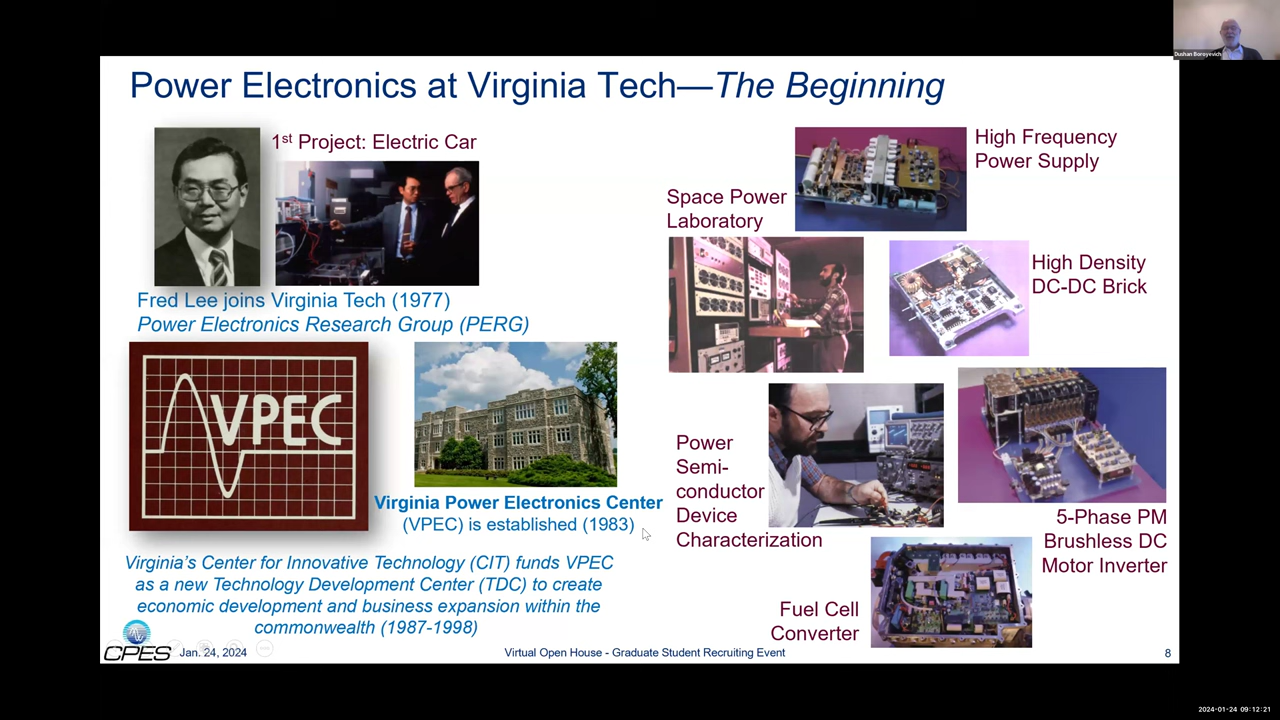 Dushan Boroyevich
Power Electronics at Virginia Tech—The Beginning
1st Project: Electric Car
Fred Lee joins Virginia Tech (1977)
Power Electronics Research Group (PERG)
VPEC
Virginia Power Electronics Center
(VPEC) is established (1983)
Virginia's Center for Innovative Technology (CIT) funds VPEC
as a new Technology Development Center (TDC) to create
economic development and business expansion within the
commonwealth (1987-1998)
High Frequency
Power Supply
Space Power
Laboratory
High Density
DC-DC Brick
Power
Semi-
conductor
Device
Characterization
5-Phase PM
Brushless DC
Motor Inverter
Fuel Cell
Converter
CPES
Jan. 24, 2024
Virtual Open House - Graduate Student Recruiting Event
8
2024-01-24 09:12:21